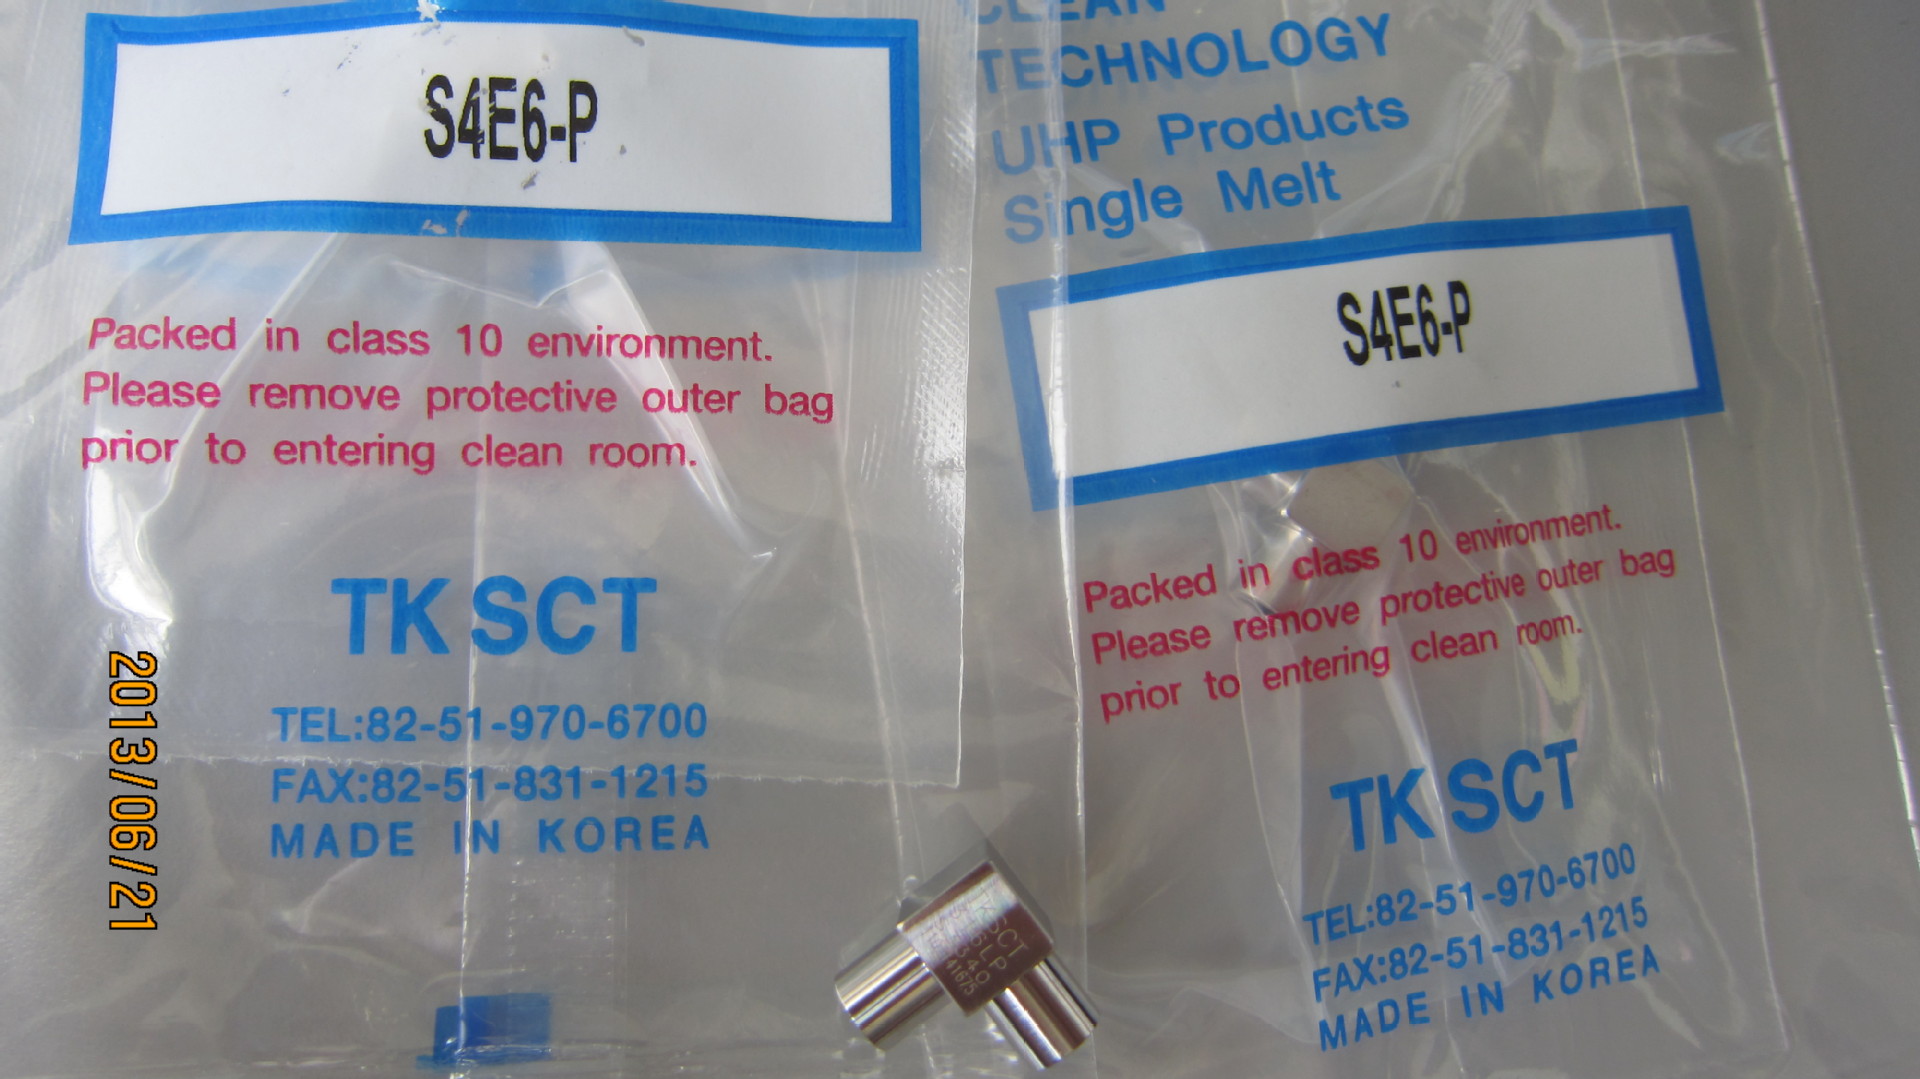 S4E6-P
Packed in class 10 environment.
Please remove protective outer bag
prior to entering clean room.
TK SCT
TEL:82-51-970-6700
FAX:82-51-831-1215
MADE IN KOREA
CLEAN
TECHNOLOGY
UHP Products
Single Melt
S4E6-P
Packed in class 10 environment.
Please remove protective outer bag
prior to entering clean room.
TK SCT
TEL:82-51-970-6700
FAX:82-51-831-1215
MADE IN KOREA
2013/06/21